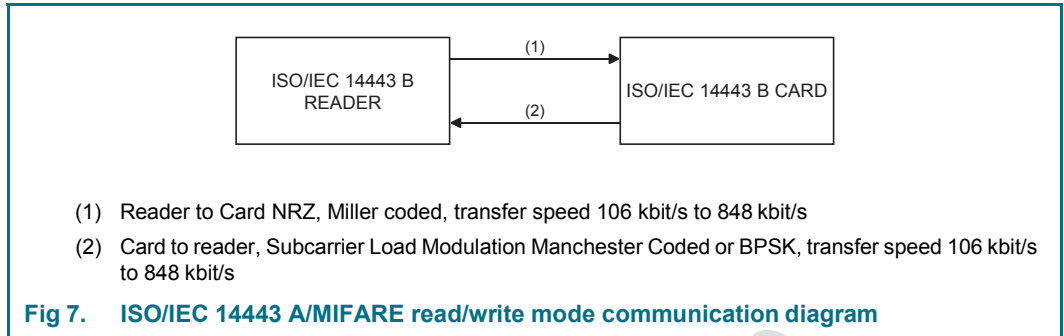 (1)
ISO/IEC 14443 B
READER
ISO/IEC 14443 B CARD
(2)
(1) Reader to Card NRZ, Miller coded, transfer speed 106 kbit/s to 848 kbit/s
(2) Card to reader, Subcarrier Load Modulation Manchester Coded or BPSK, transfer speed 106 kbit/s
to 848 kbit/s
Fig 7. ISO/IEC 14443 A/MIFARE read/write mode communication diagram